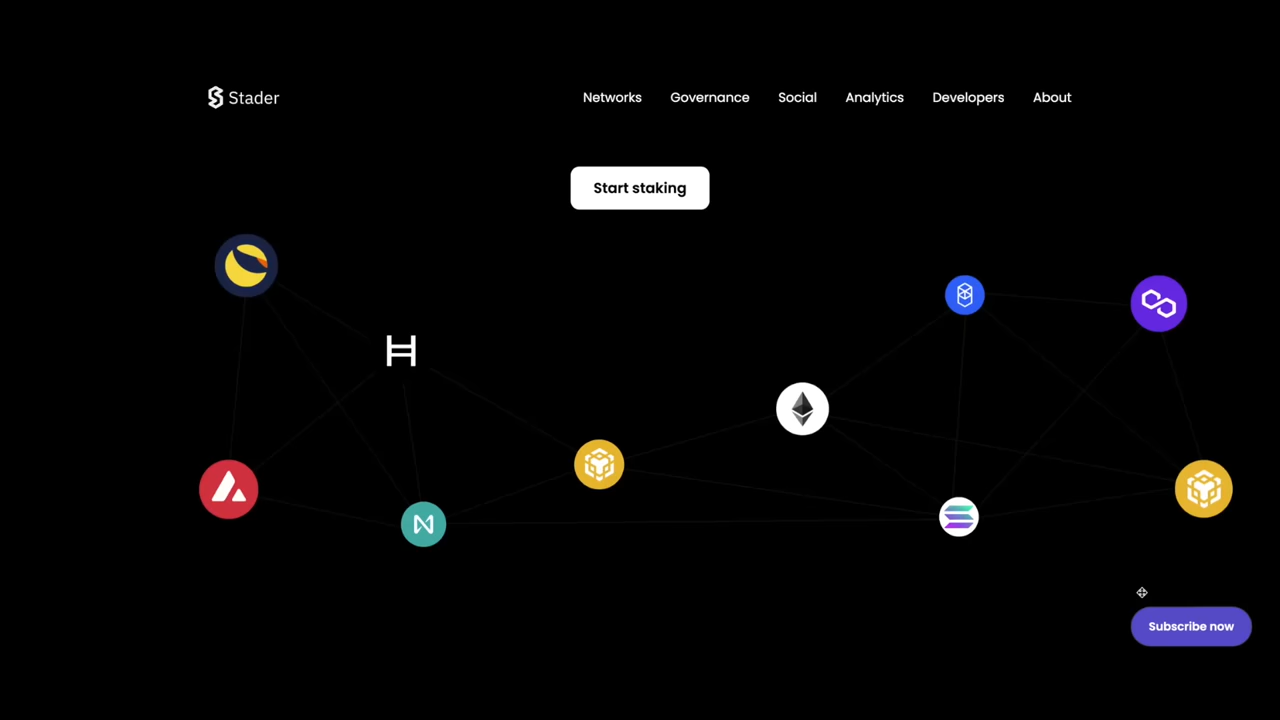 Stader
Networks Governance Social Analytics Developers About
Start staking
Subscribe now